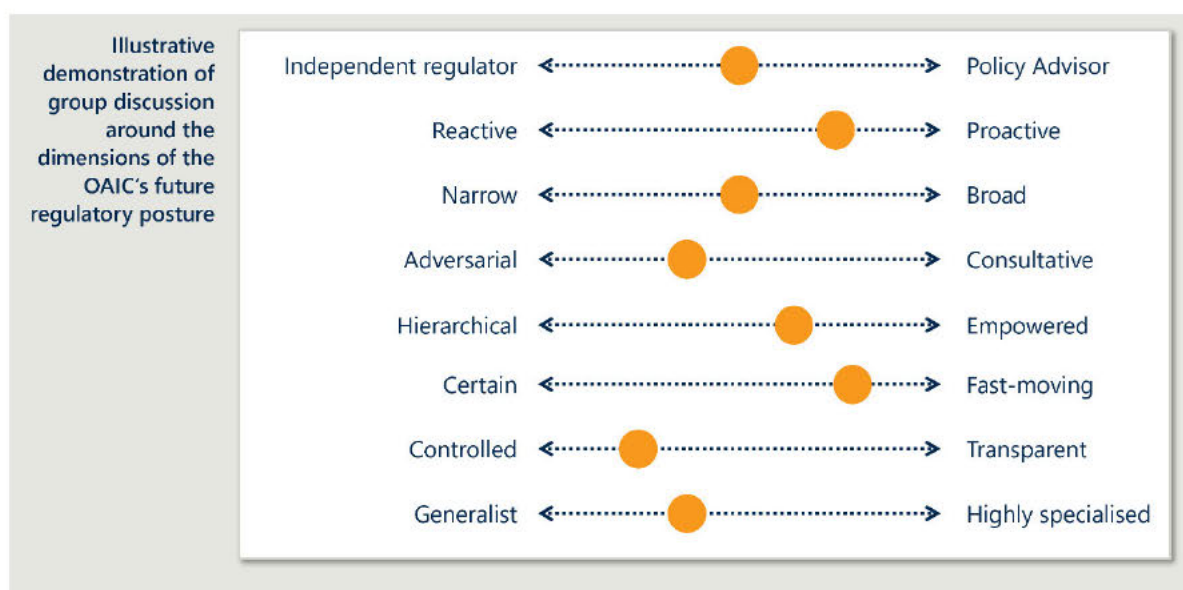 Illustrative
demonstration of
group discussion
around the
dimensions of the
OAIC's future
regulatory posture
Independent regulator Policy Advisor
Reactive Proactive
Narrow Broad
Adversarial Consultative
Hierarchical Empowered
Certain Fast-moving
Controlled Transparent
Generalist Highly specialised